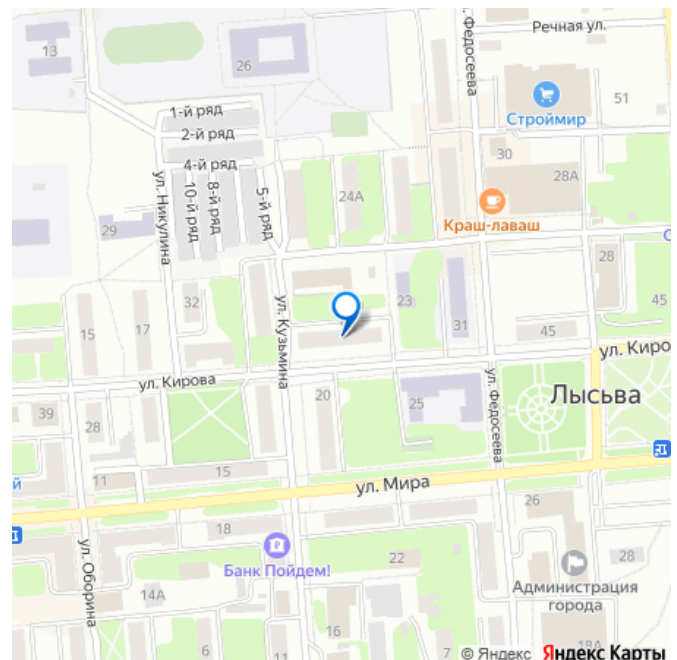 Речная ул.
ул. Федосеева
13
26
Строймир
51
1-й ряд
2-й ряд
4-й ряд
10-й ряд
8-й ряд
5-й ряд
ул. Никулина
30
28А
24А
Краш-лаваш
29
28
23
32
45
15
17
31
45
ул. Кузьмина
ул. Киро
ул. Кирова
20
25
39
28
Лысьва
ул. Федосеева
11
15
й
ул. Мира
18
26
ул. Оборина
Банк Пойдем!
22
28
Администрация
города
14А
16
11
7
18А
© Яндекс Яндекс Карты